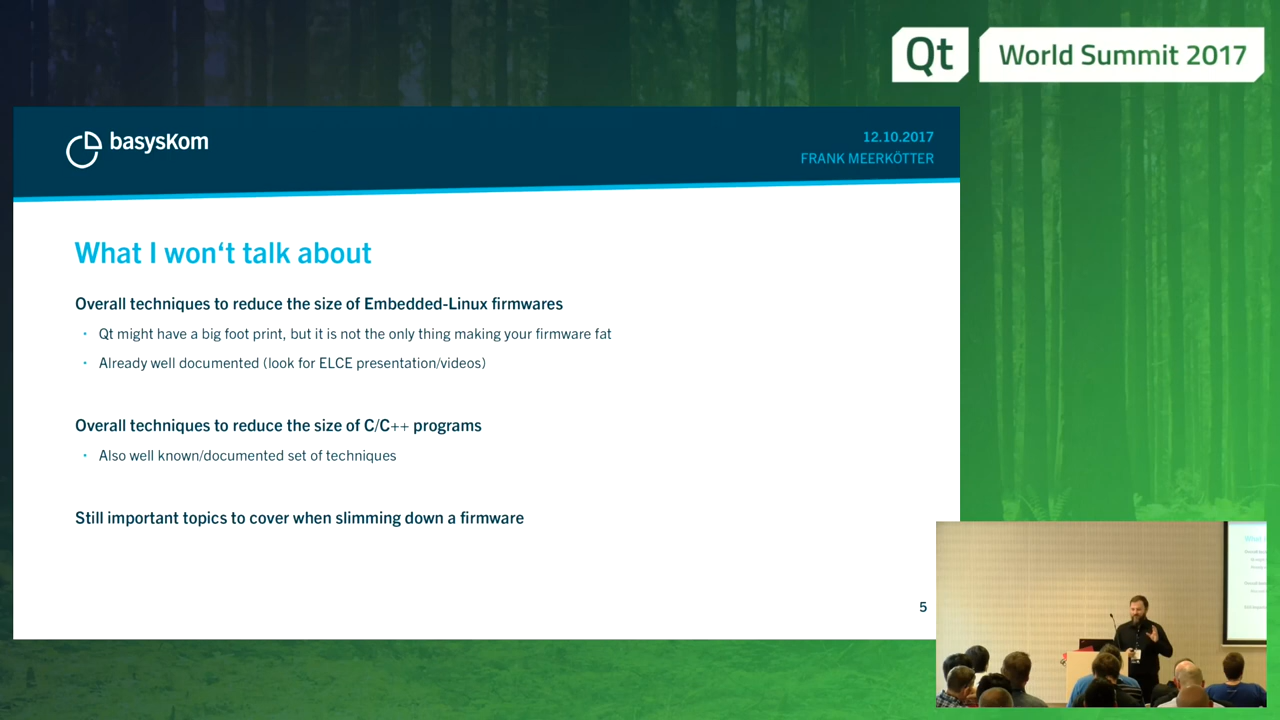 Qt World Summit 2017
basysKom
12.10.2017
FRANK MEERKÖTTER
What I won‘t talk about
Overall techniques to reduce the size of Embedded-Linux firmwares
• Qt might have a big foot print, but it is not the only thing making your firmware fat
• Already well documented (look for ELCE presentation/videos)
Overall techniques to reduce the size of C/C++ programs
• Also well known/documented set of techniques
Still important topics to cover when slimming down a firmware
5